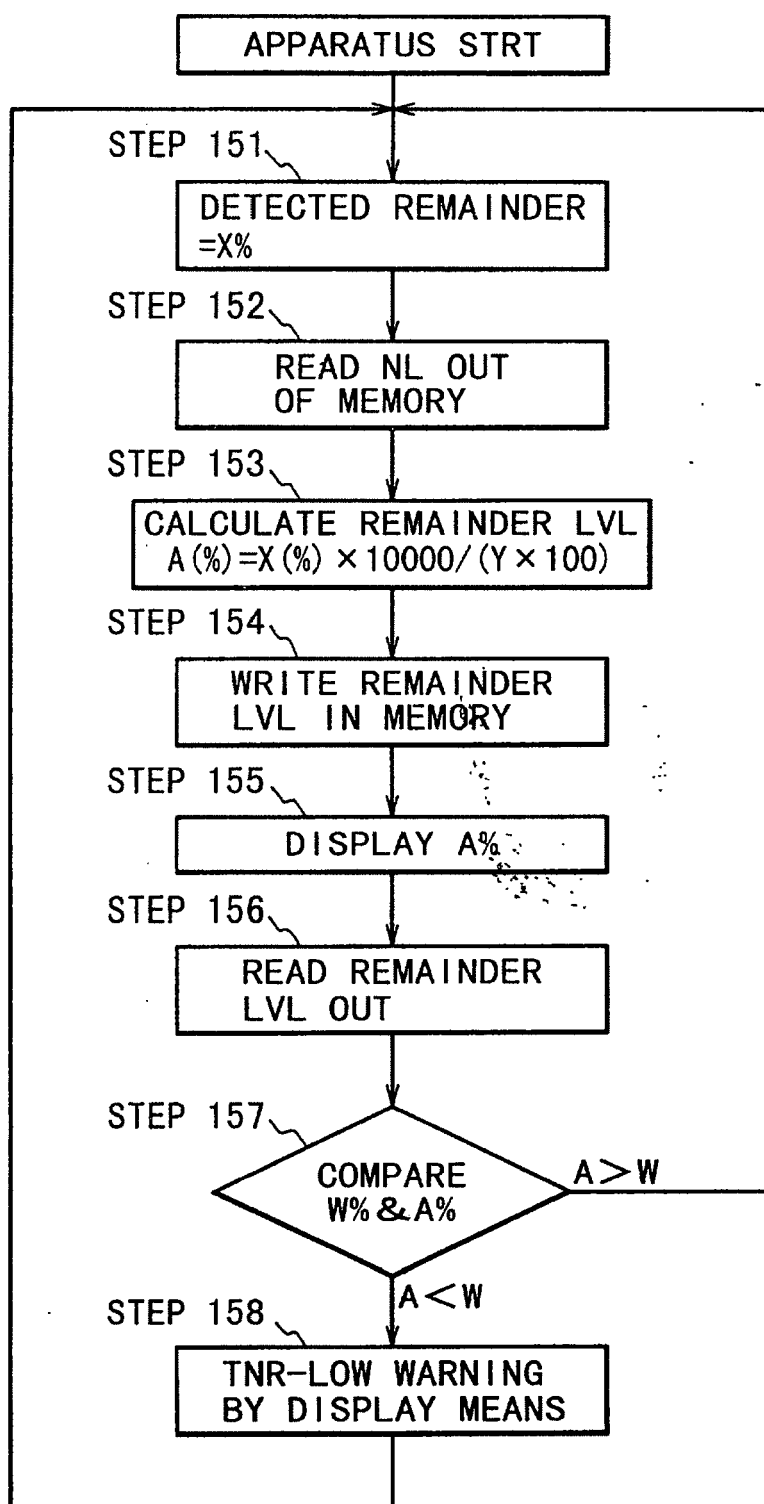 APPARATUS STRT
STEP 151
DETECTED REMAINDER
=X%
STEP 152
READ NL OUT
OF MEMORY
STEP 153
CALCULATE REMAINDER LVL
A(%)=X(%)×10000/(Y×100)
STEP 154
WRITE REMAINDER
LVL IN MEMORY
STEP 155
DISPLAY A%
STEP 156
READ REMAINDER
LVL OUT
STEP 157
COMPARE
W%&A%
A>W
A<W
STEP 158
TNR-LOW WARNING
BY DISPLAY MEANS